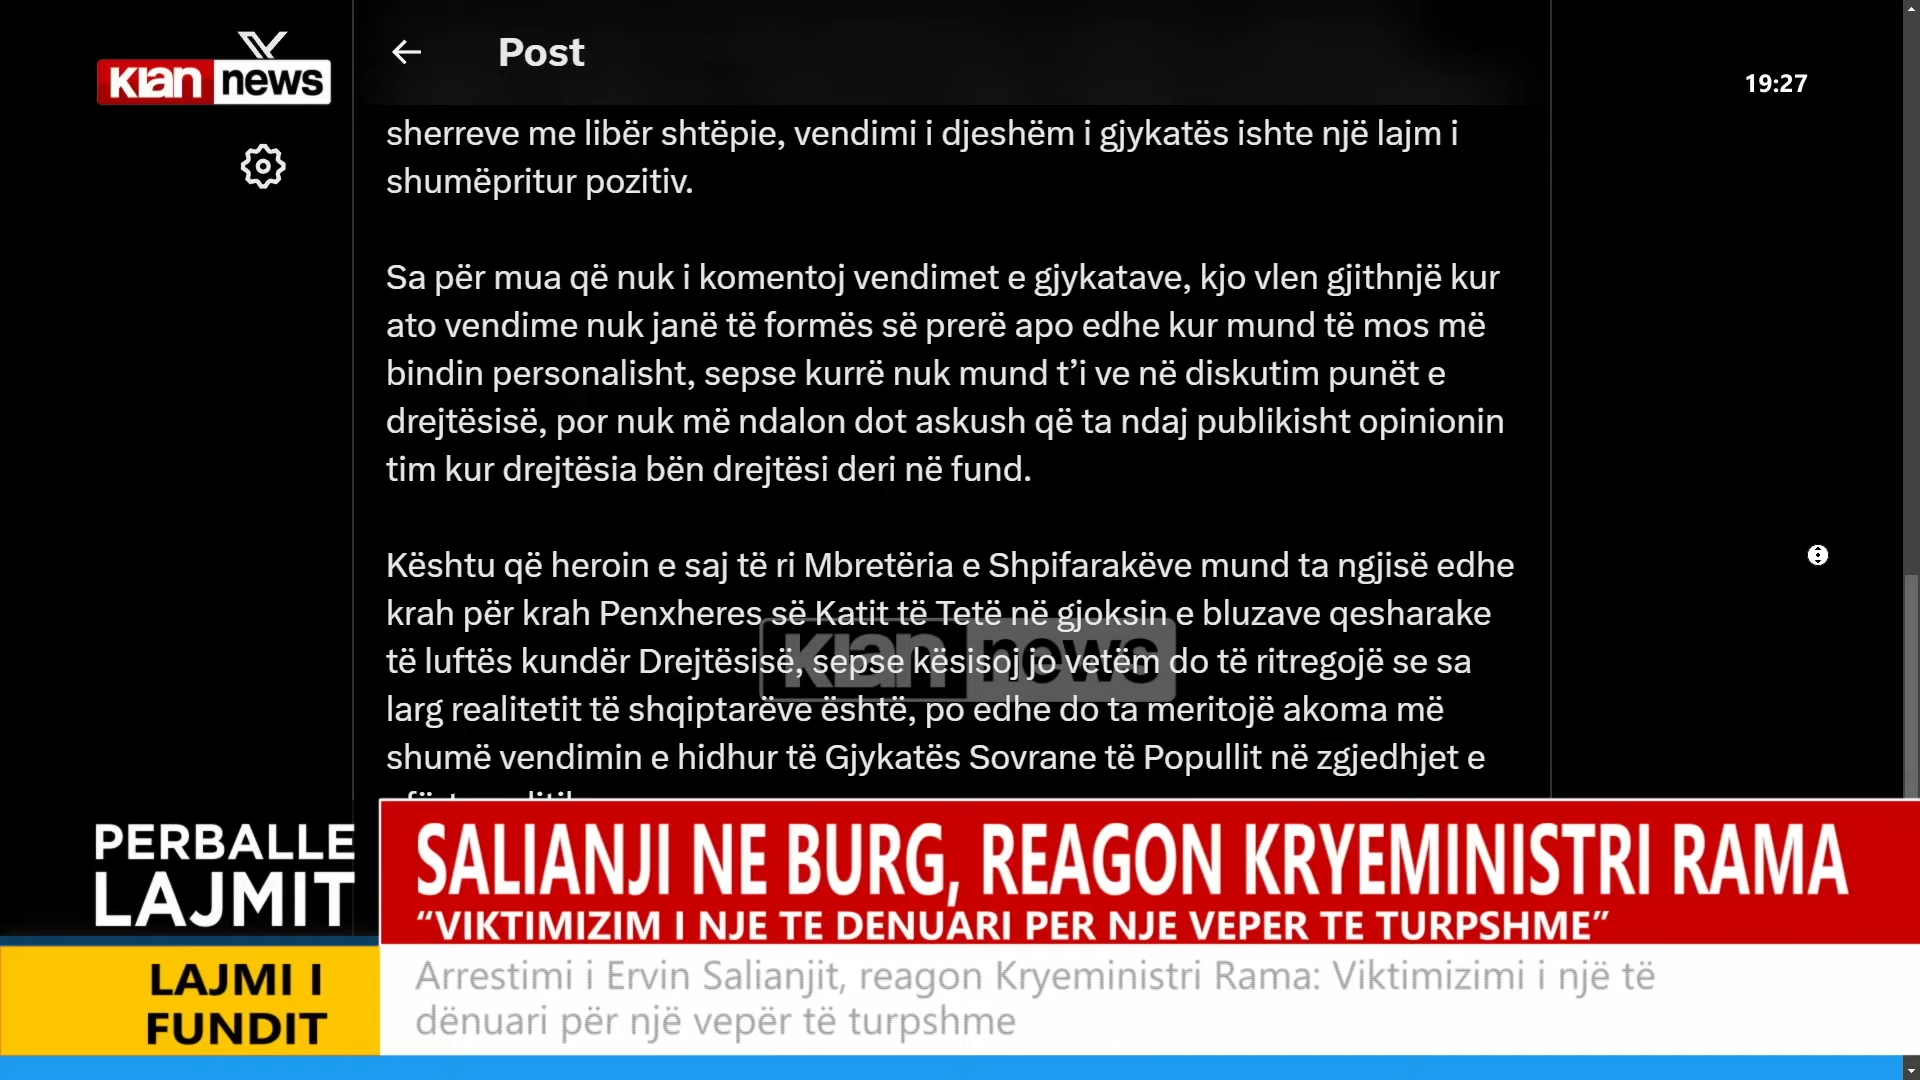 klan news
Post
19:27
sherreve me libër shtëpie, vendimi i djeshëm i gjykatës ishte një lajm i
shumëpritur pozitiv.
Sa për mua që nuk i komentoj vendimet e gjykatave, kjo vlen gjithnjë kur
ato vendime nuk janë të formës së prerë apo edhe kur mund të mos më
bindin personalisht, sepse kurrë nuk mund t’i ve në diskutim punët e
drejtësisë, por nuk më ndalon dot askush që ta ndaj publikisht opinionin
tim kur drejtësia bën drejtësi deri në fund.
Kështu që heroin e saj të ri Mbretëria e Shpifarakëve mund ta ngjisë edhe
krah për krah Penxheres së Katit të Tetë në gjoksin e bluzave qesharake
të luftës kundër Drejtësisë, sepse kësisoj jo vetëm do të ritregojë se sa
larg realitetit të shqiptarëve është, po edhe do ta meritojë akoma më
shumë vendimin e hidhur të Gjykatës Sovrane të Popullit në zgjedhjet e
klan news
PERBALLE
LAJMIT
SALIANJI NE BURG, REAGON KRYEMINISTRI RAMA
“VIKTIMIZIM I NJE TE DENUARI PER NJE VEPER TE TURPSHME”
LAJMI I
FUNDIT
Arrestimi i Ervin Salianjit, reagon Kryeministri Rama: Viktimizimi i një të
dënuari për një vepër të turpshme